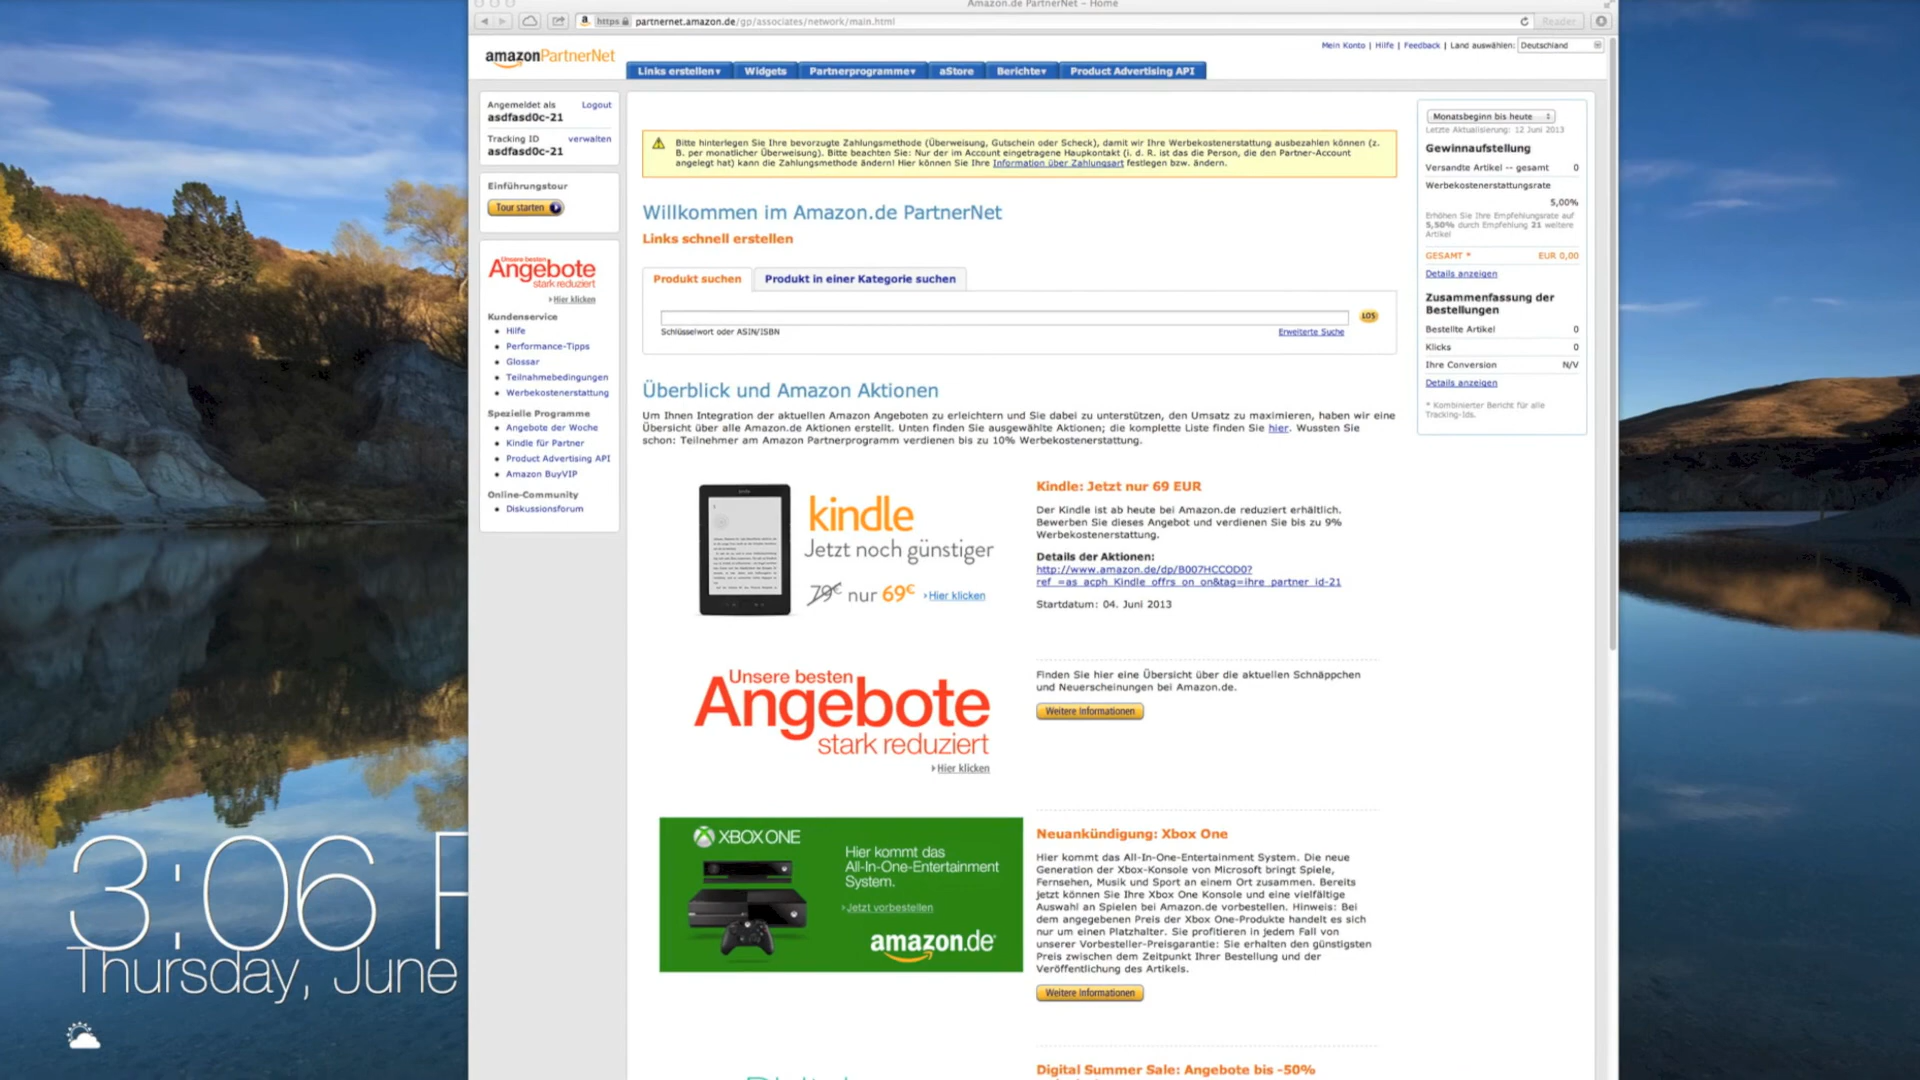 Amazon.de PartnerNet – Home
https partnernet.amazon.de/gp/associates/network/main.html
Reader
amazonPartnerNet
Mein Konto | Hilfe | Feedback | Land auswählen: Deutschland
Links erstellen▾ Widgets Partnerprogramme▾ aStore Berichte▾ Product Advertising API
Angemeldet als Logout
asdfasd0c-21
Tracking ID verwalten
asdfasd0c-21
Einführungstour
Tour starten
Unsere besten
Angebote
stark reduziert
Hier klicken
Kundenservice
Hilfe
Performance-Tipps
Glossar
Teilnahmebedingungen
Werbekostenerstattung
Spezielle Programme
Angebote der Woche
Kindle für Partner
Product Advertising API
Amazon BuyVIP
Online-Community
Diskussionsforum
Bitte hinterlegen Sie Ihre bevorzugte Zahlungsmethode (Überweisung, Gutschein oder Scheck), damit wir Ihre Werbekostenerstattung ausbezahlen können (z.
B. per monatlicher Überweisung). Bitte beachten Sie: Nur der im Account eingetragene Haupkontakt (i. d. R. ist das die Person, die den Partner-Account
angelegt hat) kann die Zahlungsmethode ändern! Hier können Sie Ihre Information über Zahlungsart festlegen bzw. ändern.
Willkommen im Amazon.de PartnerNet
Links schnell erstellen
Produkt suchen Produkt in einer Kategorie suchen
LOS
Schlüsselwort oder ASIN/ISBN Erweiterte Suche
Überblick und Amazon Aktionen
Um Ihnen Integration der aktuellen Amazon Angeboten zu erleichtern und Sie dabei zu unterstützen, den Umsatz zu maximieren, haben wir eine
Übersicht über alle Amazon.de Aktionen erstellt. Unten finden Sie ausgewählte Aktionen; die komplette Liste finden Sie hier. Wussten Sie
schon: Teilnehmer am Amazon Partnerprogramm verdienen bis zu 10% Werbekostenerstattung.
kindle
Jetzt noch günstiger
79€ nur 69€ Hier klicken
Kindle: Jetzt nur 69 EUR
Der Kindle ist ab heute bei Amazon.de reduziert erhältlich.
Bewerben Sie dieses Angebot und verdienen Sie bis zu 9%
Werbekostenerstattung.
Details der Aktionen:
http://www.amazon.de/dp/B007HCCOD0?
ref_=as_acph_Kindle_offrs_on_on&tag=ihre_partner_id-21
Startdatum: 04. Juni 2013
Unsere besten
Angebote
stark reduziert
Hier klicken
Finden Sie hier eine Übersicht über die aktuellen Schnäppchen
und Neuerscheinungen bei Amazon.de.
Weitere Informationen
XBOX ONE
Hier kommt das
All-In-One-Entertainment
System.
Jetzt vorbestellen
amazon.de
Neuankündigung: Xbox One
Hier kommt das All-In-One-Entertainment System. Die neue
Generation der Xbox-Konsole von Microsoft bringt Spiele,
Fernsehen, Musik und Sport an einem Ort zusammen. Bereits
jetzt können Sie Ihre Xbox One Konsole und eine vielfältige
Auswahl an Spielen bei Amazon.de vorbestellen. Hinweis: Bei
dem angegebenen Preis der Xbox One-Produkte handelt es sich
nur um einen Platzhalter. Sie profitieren in jedem Fall von
unserer Vorbesteller-Preisgarantie: Sie erhalten den günstigsten
Preis zwischen dem Zeitpunkt Ihrer Bestellung und der
Veröffentlichung des Artikels.
Weitere Informationen
Digital Summer Sale: Angebote bis -50%
Monatsbeginn bis heute
Letzte Aktualisierung: 12 Juni 2013
Gewinnaufstellung
Versandte Artikel -- gesamt 0
Werbekostenerstattungsrate
5,00%
Erhöhen Sie Ihre Empfehlungsrate auf
5,50% durch Empfehlung 21 weitere
Artikel
GESAMT * EUR 0,00
Details anzeigen
Zusammenfassung der
Bestellungen
Bestellte Artikel 0
Klicks 0
Ihre Conversion N/V
Details anzeigen
* Kombinierter Bericht für alle
Tracking-Ids.
3:06
Thursday, June